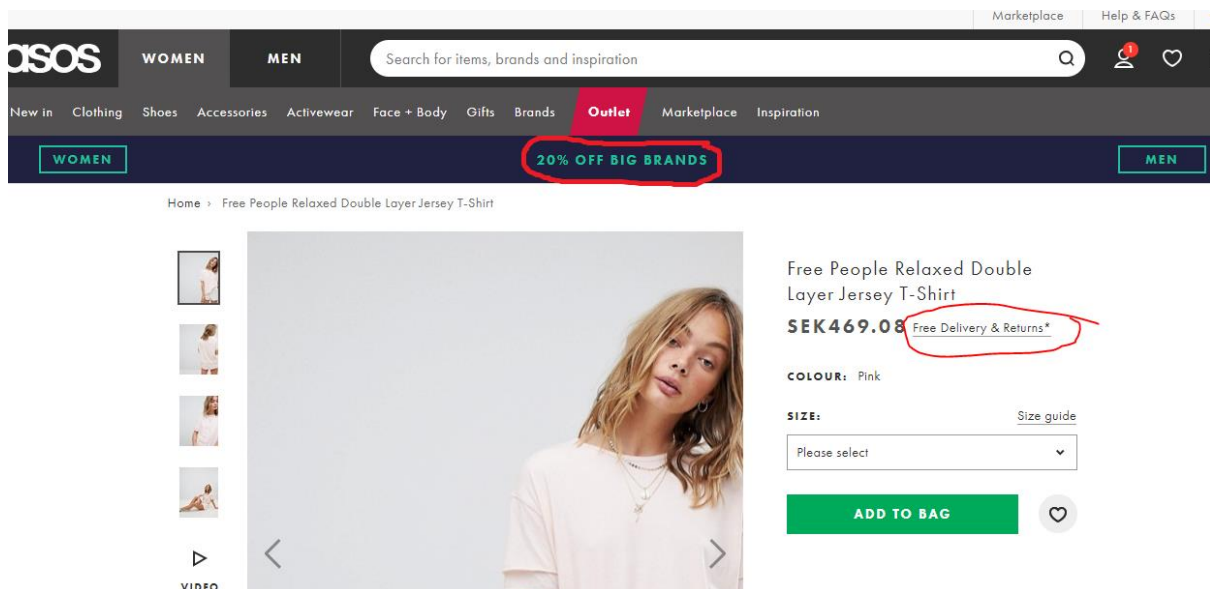 Marketplace Help & FAQs
asos WOMEN MEN Search for items, brands and inspiration 1
New in Clothing Shoes Accessories Activewear Face + Body Gifts Brands Outlet Marketplace Inspiration
WOMEN 20% OFF BIG BRANDS MEN
Home › Free People Relaxed Double Layer Jersey T-Shirt
Free People Relaxed Double
Layer Jersey T-Shirt
SEK469.08 Free Delivery & Returns*
COLOUR: Pink
SIZE: Size guide
Please select
ADD TO BAG
VIDEO